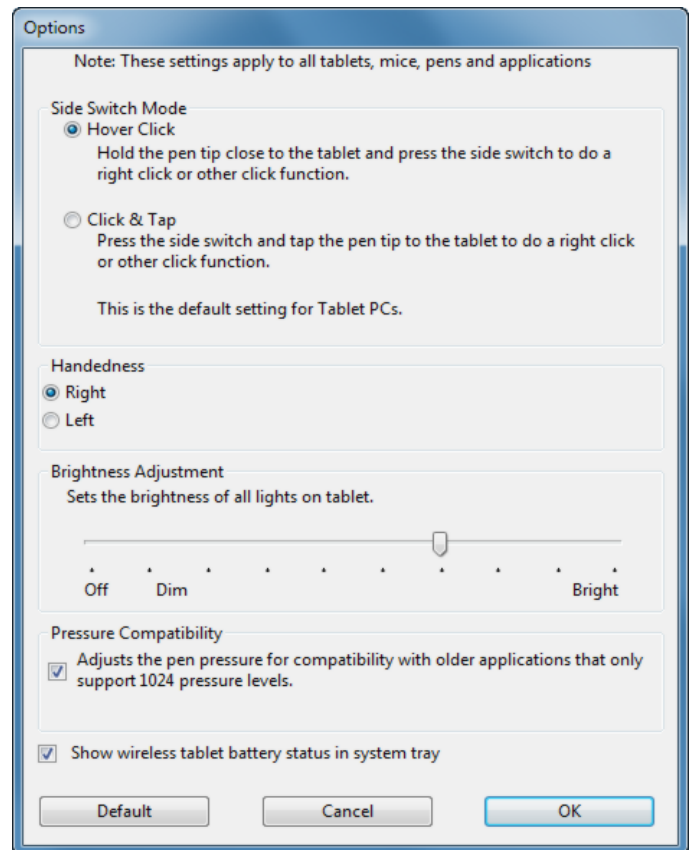 Options
Note: These settings apply to all tablets, mice, pens and applications
Side Switch Mode
Hover Click
Hold the pen tip close to the tablet and press the side switch to do a
right click or other click function.
Click & Tap
Press the side switch and tap the pen tip to the tablet to do a right click
or other click function.
This is the default setting for Tablet PCs.
Handedness
Right
Left
Brightness Adjustment
Sets the brightness of all lights on tablet.
Off Dim Bright
Pressure Compatibility
Adjusts the pen pressure for compatibility with older applications that only
support 1024 pressure levels.
Show wireless tablet battery status in system tray
Default Cancel OK